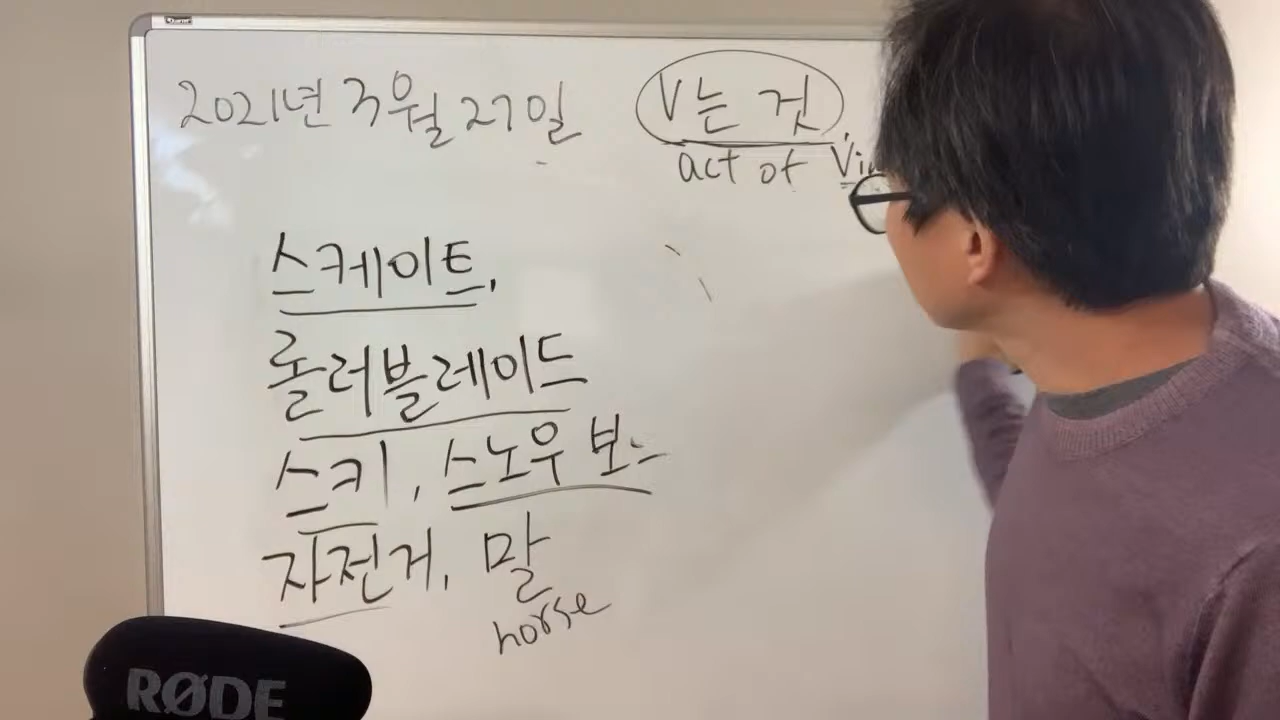 2021년 3월 27일
V는 것
act of
스케이트,
롤러블레이드
스키, 스노우
자전거, 말
horse
RØDE